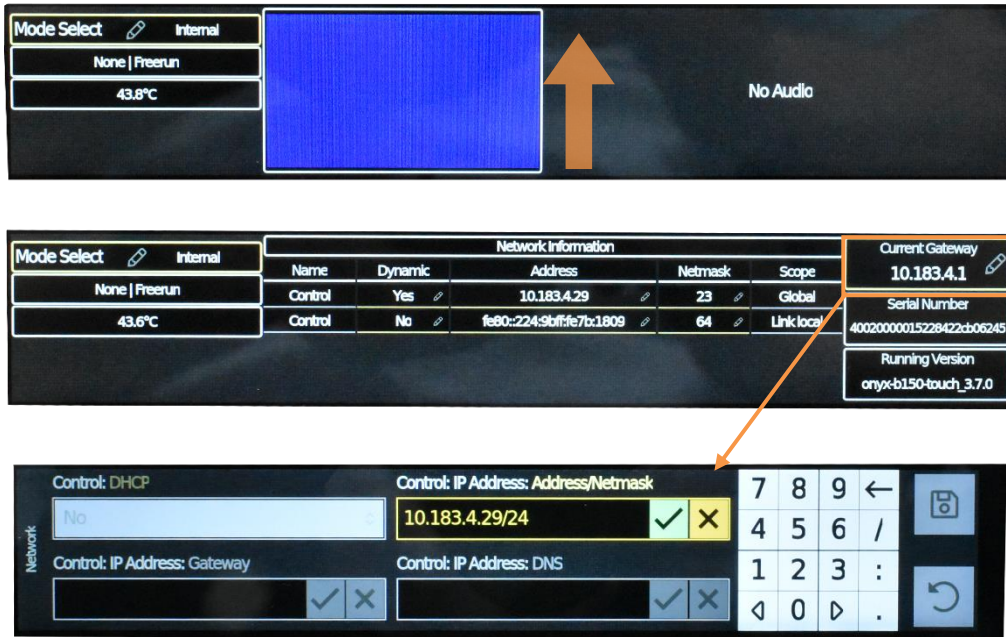 Mode Select Internal
None | Freerun
43.8°C
No Audio
Mode Select Internal
None | Freerun
43.6°C
Network Information
Name Dynamic Address Netmask Scope
Control Yes 10.183.4.29 23 Global
Control No fe80::224:9bff:fe7b:1809 64 Link local
Current Gateway
10.183.4.1
Serial Number
40020000015228422cb06245
Running Version
onyx-b150-touch_3.7.0
Network
Control: DHCP
No
Control: IP Address: Address/Netmask
10.183.4.29/24
Control: IP Address: Gateway
Control: IP Address: DNS
7 8 9 ←
4 5 6 /
1 2 3 :
0 .